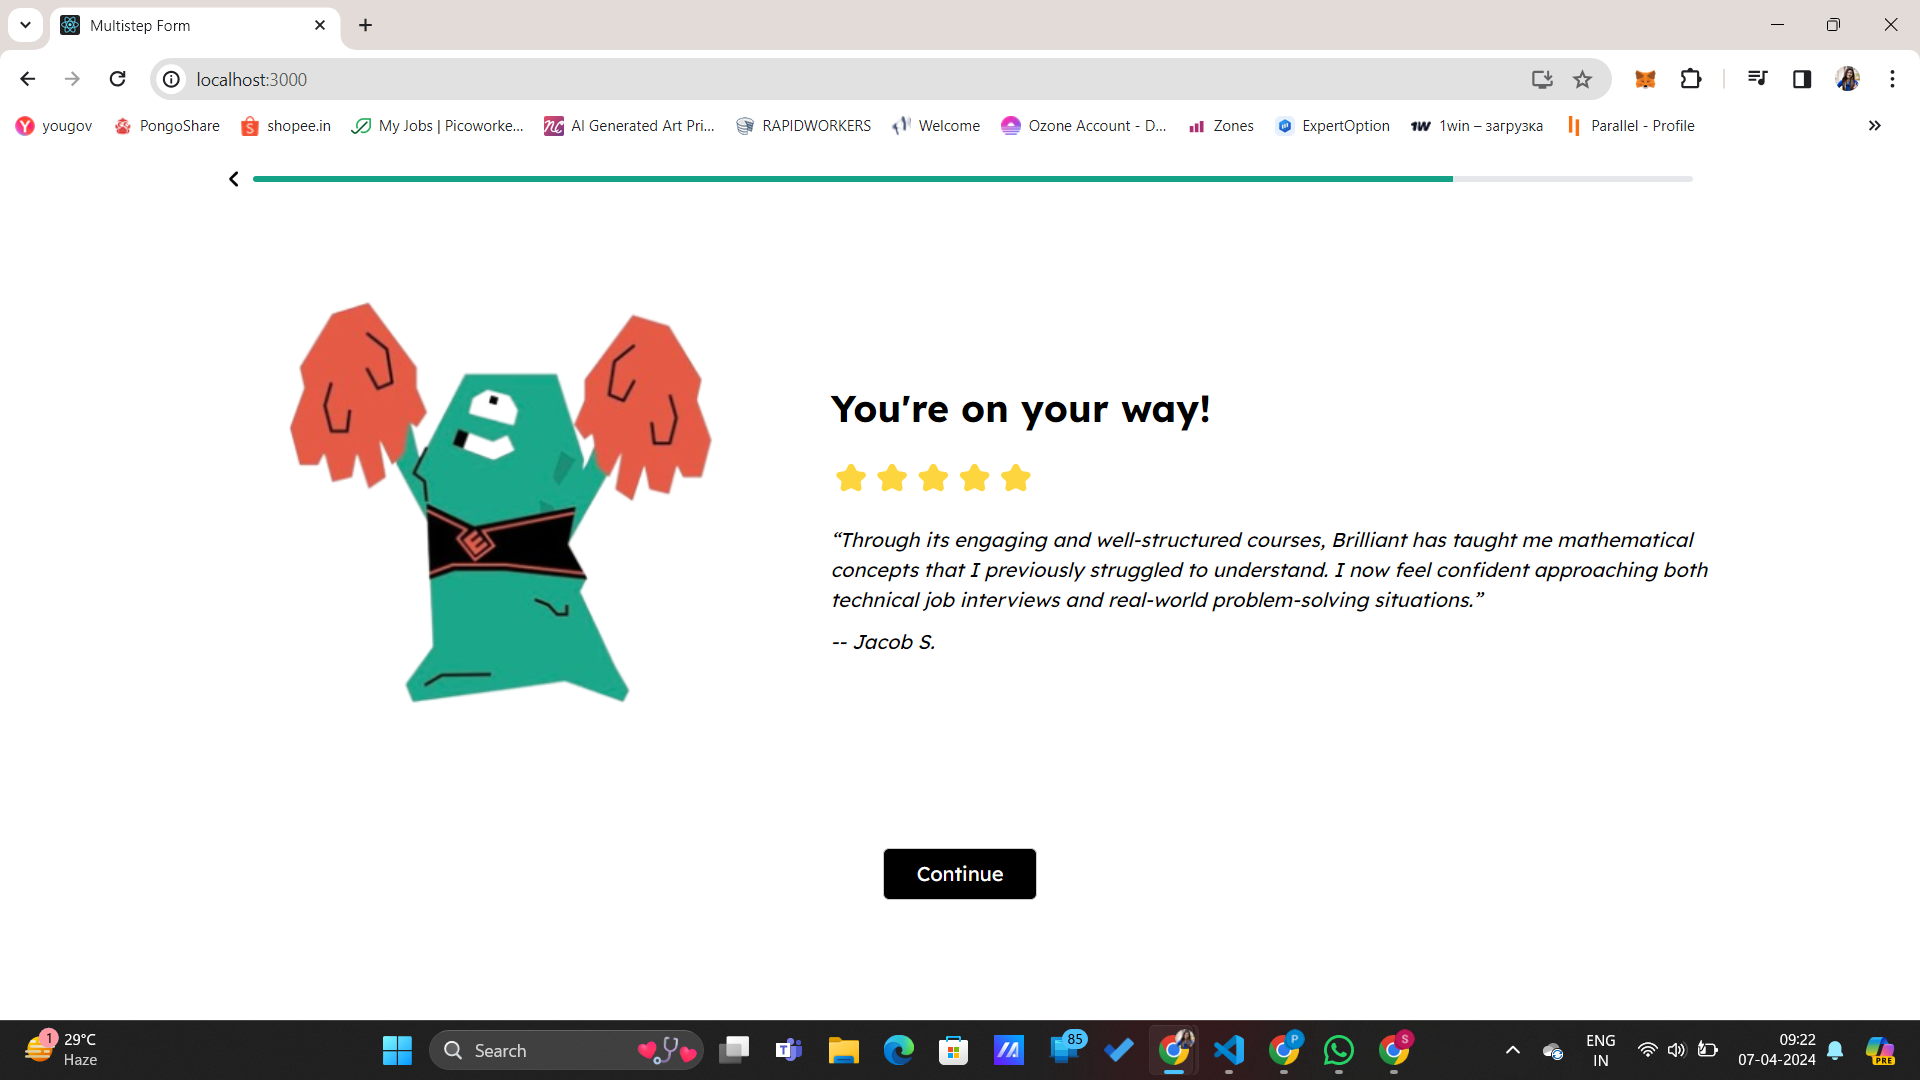 Multistep Form
localhost:3000
yougov PongoShare shopee.in My Jobs | Picoworke... AI Generated Art Pri... RAPIDWORKERS Welcome Ozone Account - D... Zones ExpertOption 1win – загрузка Parallel - Profile
You're on your way!
“Through its engaging and well-structured courses, Brilliant has taught me mathematical
concepts that I previously struggled to understand. I now feel confident approaching both
technical job interviews and real-world problem-solving situations.”
-- Jacob S.
E
Continue
1
29°C
Haze
Search
85
P
S
PRE
ENG
IN
09:22
07-04-2024